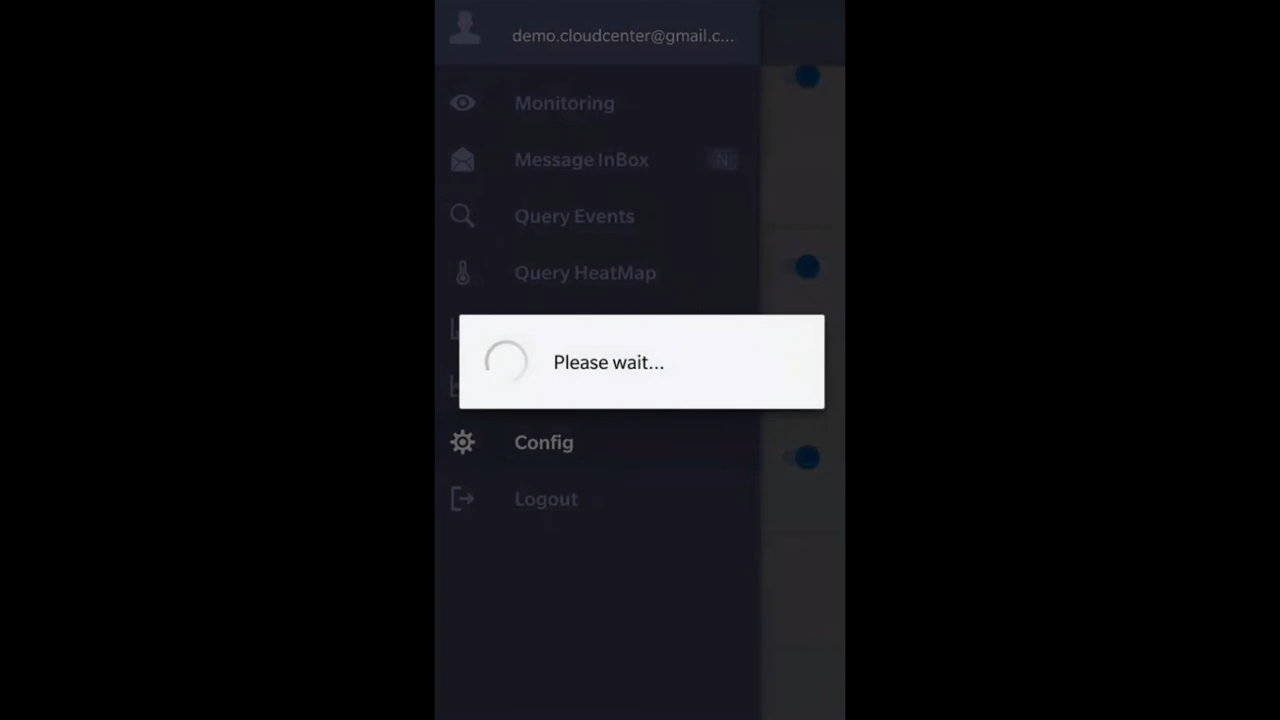 demo.cloudcenter@gmail.c...
Monitoring
Message InBox N
Query Events
Query HeatMap
Please wait...
Config
Logout